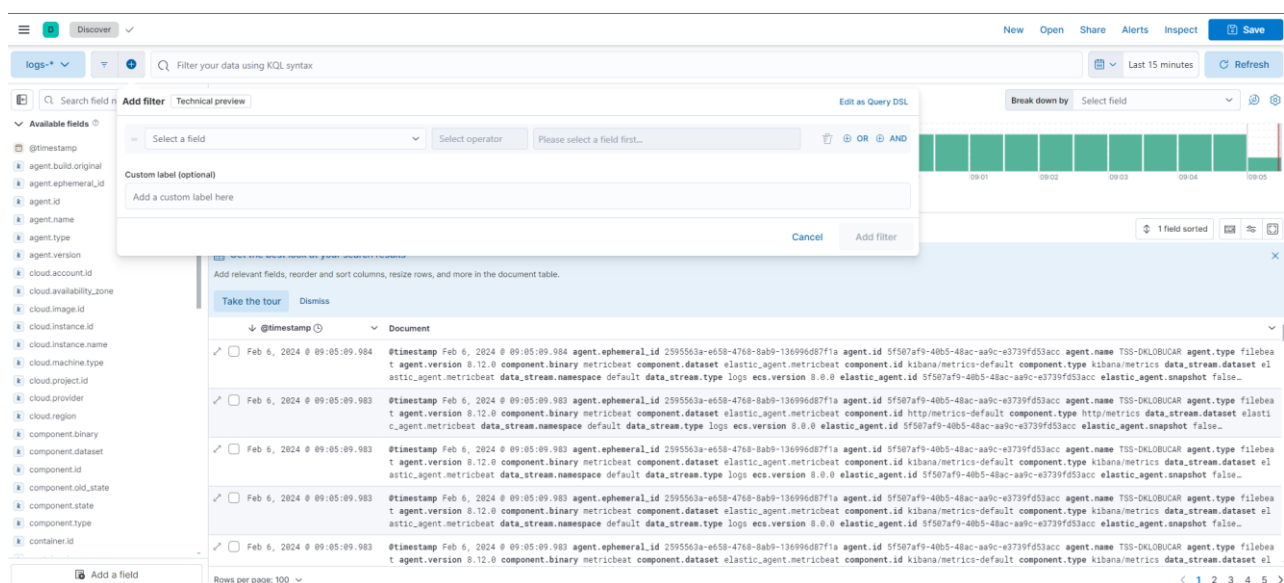 D Discover New Open Share Alerts Inspect Save
logs-* Filter your data using KQL syntax Last 15 minutes Refresh
Search field n Add filter Technical preview Edit as Query DSL Break down by Select field
Available fields
Select a field Select operator Please select a field first... OR AND
@timestamp
agent.build.original
09:01 09:02 09:03 09:04 09:05
Custom label (optional)
agent.ephemeral_id
agent.id
Add a custom label here
agent.name
agent.type
Cancel Add filter 1 field sorted
agent.version
Get the best look at your search results
cloud.account.id
Add relevant fields, reorder and sort columns, resize rows, and more in the document table.
cloud.availability_zone
Take the tour Dismiss
cloud.image.id
cloud.instance.id
@timestamp Document
cloud.instance.name
cloud.machine.type
cloud.project.id
cloud.provider
cloud.region
component.binary
component.dataset
component.id
component.old_state
component.state
component.type
container.id
Add a field
Feb 6, 2024 @ 09:05:09.984 @timestamp Feb 6, 2024 @ 09:05:09.984 agent.ephemeral_id 2595563a-e658-4768-8ab9-136996d87f1a agent.id 5f507af9-40b5-48ac-aa9c-e3739fd53acc agent.name TSS-DKLOBUCAR agent.type filebea
t agent.version 8.12.0 component.binary metricbeat component.dataset elastic_agent.metricbeat component.id kibana/metrics-default component.type kibana/metrics data_stream.dataset el
astic_agent.metricbeat data_stream.namespace default data_stream.type logs ecs.version 8.0.0 elastic_agent.id 5f507af9-40b5-48ac-aa9c-e3739fd53acc elastic_agent.snapshot false…
Feb 6, 2024 @ 09:05:09.983 @timestamp Feb 6, 2024 @ 09:05:09.983 agent.ephemeral_id 2595563a-e658-4768-8ab9-136996d87f1a agent.id 5f507af9-40b5-48ac-aa9c-e3739fd53acc agent.name TSS-DKLOBUCAR agent.type filebea
t agent.version 8.12.0 component.binary metricbeat component.dataset elastic_agent.metricbeat component.id http/metrics-default component.type http/metrics data_stream.dataset elasti
c_agent.metricbeat data_stream.namespace default data_stream.type logs ecs.version 8.0.0 elastic_agent.id 5f507af9-40b5-48ac-aa9c-e3739fd53acc elastic_agent.snapshot false…
Feb 6, 2024 @ 09:05:09.983 @timestamp Feb 6, 2024 @ 09:05:09.983 agent.ephemeral_id 2595563a-e658-4768-8ab9-136996d87f1a agent.id 5f507af9-40b5-48ac-aa9c-e3739fd53acc agent.name TSS-DKLOBUCAR agent.type filebea
t agent.version 8.12.0 component.binary metricbeat component.dataset elastic_agent.metricbeat component.id kibana/metrics-default component.type kibana/metrics data_stream.dataset el
astic_agent.metricbeat data_stream.namespace default data_stream.type logs ecs.version 8.0.0 elastic_agent.id 5f507af9-40b5-48ac-aa9c-e3739fd53acc elastic_agent.snapshot false…
Feb 6, 2024 @ 09:05:09.983 @timestamp Feb 6, 2024 @ 09:05:09.983 agent.ephemeral_id 2595563a-e658-4768-8ab9-136996d87f1a agent.id 5f507af9-40b5-48ac-aa9c-e3739fd53acc agent.name TSS-DKLOBUCAR agent.type filebea
t agent.version 8.12.0 component.binary metricbeat component.dataset elastic_agent.metricbeat component.id kibana/metrics-default component.type kibana/metrics data_stream.dataset el
astic_agent.metricbeat data_stream.namespace default data_stream.type logs ecs.version 8.0.0 elastic_agent.id 5f507af9-40b5-48ac-aa9c-e3739fd53acc elastic_agent.snapshot false…
Feb 6, 2024 @ 09:05:09.983 @timestamp Feb 6, 2024 @ 09:05:09.983 agent.ephemeral_id 2595563a-e658-4768-8ab9-136996d87f1a agent.id 5f507af9-40b5-48ac-aa9c-e3739fd53acc agent.name TSS-DKLOBUCAR agent.type filebea
t agent.version 8.12.0 component.binary metricbeat component.dataset elastic_agent.metricbeat component.id kibana/metrics-default component.type kibana/metrics data_stream.dataset el
Rows per page: 100 < 1 2 3 4 5 >